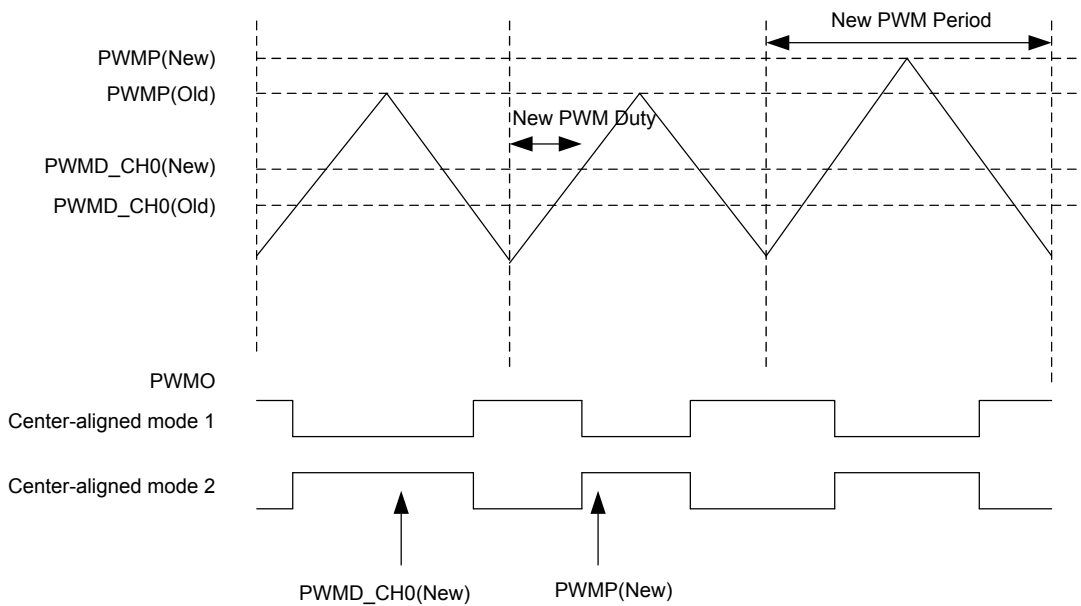 New PWM Period
PWMP(New)
PWMP(Old)
New PWM Duty
PWMD_CH0(New)
PWMD_CH0(Old)
PWMO
Center-aligned mode 1
Center-aligned mode 2
PWMD_CH0(New)
PWMP(New)